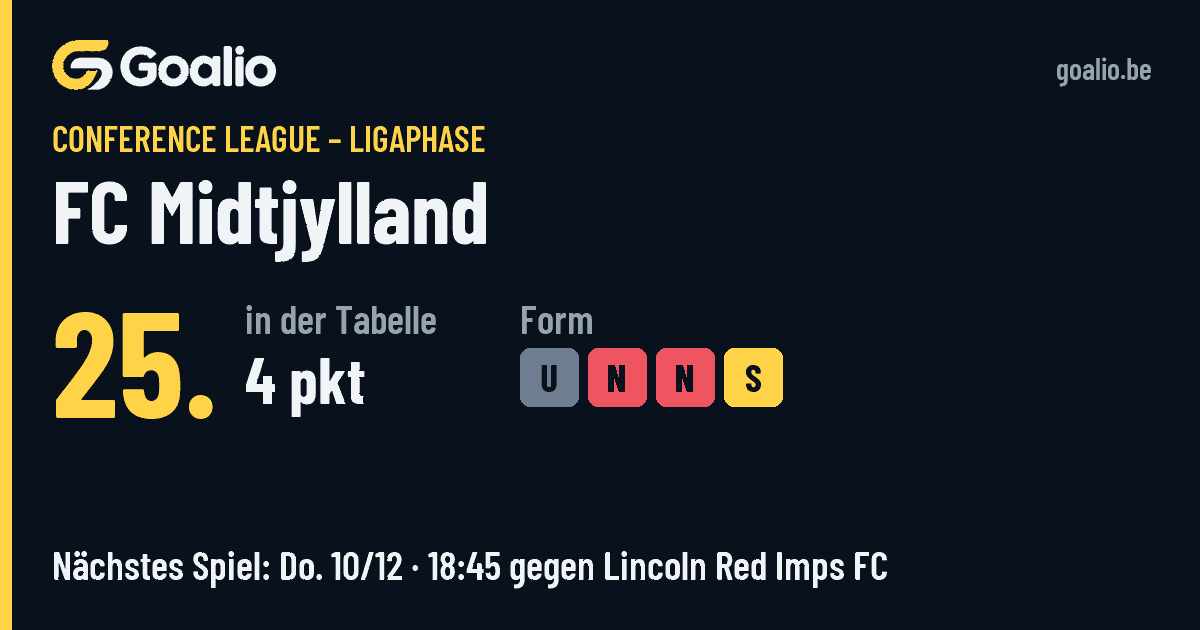 Goalio
goalio.be
CONFERENCE LEAGUE – LIGAPHASE
FC Midtjylland
25.
in der Tabelle
4 pkt
Form
U N N S
Nächstes Spiel: Do. 10/12 · 18:45 gegen Lincoln Red Imps FC